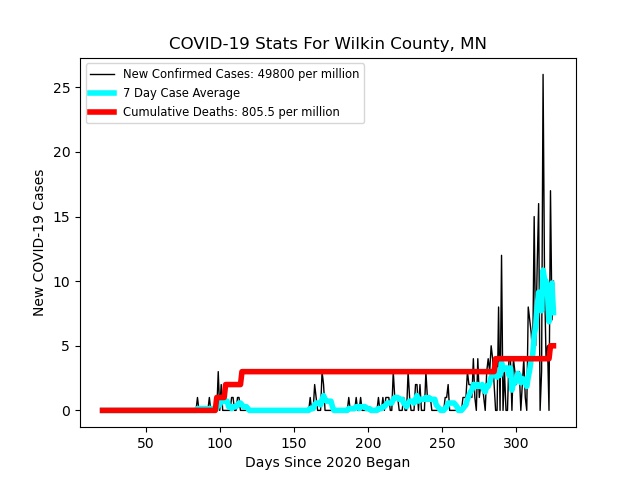 COVID-19 Stats For Wilkin County, MN
New Confirmed Cases: 49800 per million
7 Day Case Average
Cumulative Deaths: 805.5 per million
New COVID-19 Cases
25
20
15
10
5
0
50
100
150
200
250
300
Days Since 2020 Began